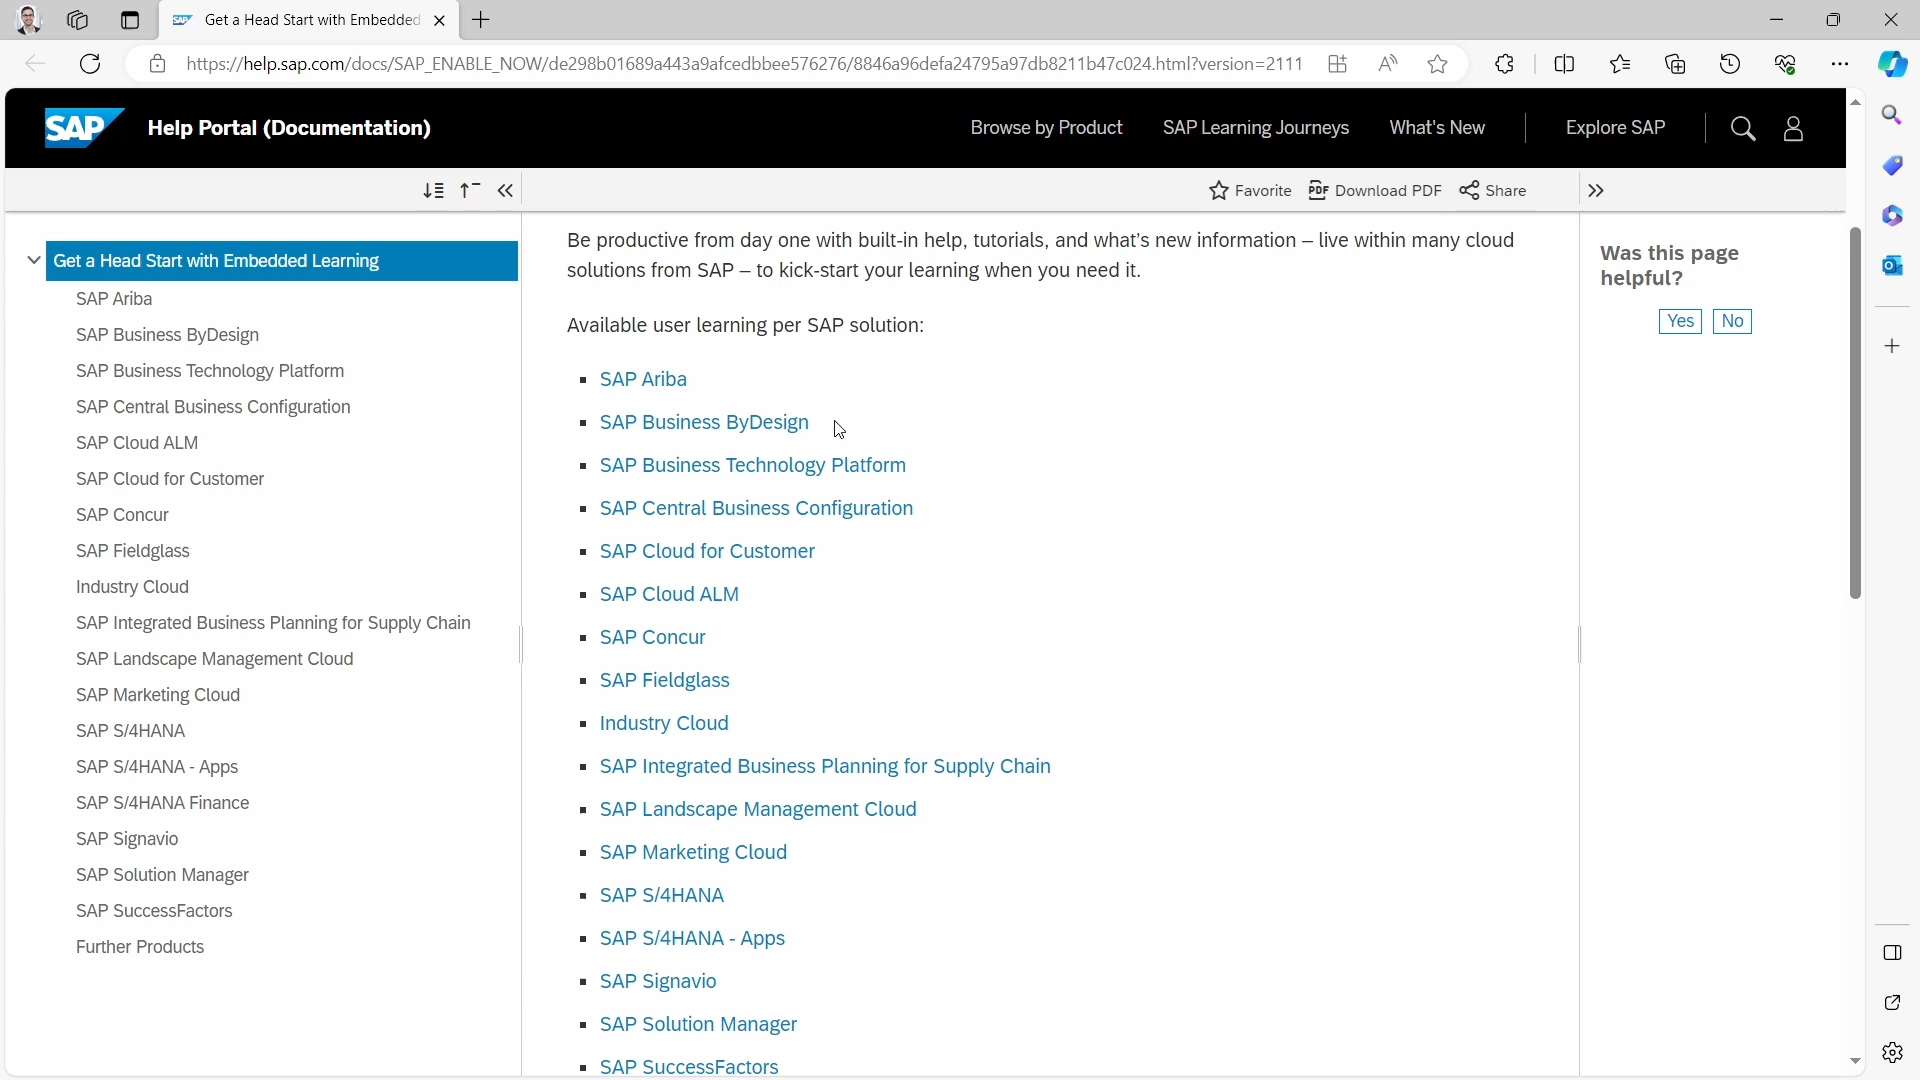 Get a Head Start with Embedded
https://help.sap.com/docs/SAP_ENABLE_NOW/de298b01689a443a9afcedbbee576276/8846a96defa24795a97db8211b47c024.html?version=2111
SAP
Help Portal (Documentation)
Browse by Product
SAP Learning Journeys
What's New
Explore SAP
Favorite
PDF Download PDF
Share
Get a Head Start with Embedded Learning
SAP Ariba
SAP Business ByDesign
SAP Business Technology Platform
SAP Central Business Configuration
SAP Cloud ALM
SAP Cloud for Customer
SAP Concur
SAP Fieldglass
Industry Cloud
SAP Integrated Business Planning for Supply Chain
SAP Landscape Management Cloud
SAP Marketing Cloud
SAP S/4HANA
SAP S/4HANA - Apps
SAP S/4HANA Finance
SAP Signavio
SAP Solution Manager
SAP SuccessFactors
Further Products
Be productive from day one with built-in help, tutorials, and what’s new information – live within many cloud
solutions from SAP – to kick-start your learning when you need it.
Available user learning per SAP solution:
SAP Ariba
SAP Business ByDesign
SAP Business Technology Platform
SAP Central Business Configuration
SAP Cloud for Customer
SAP Cloud ALM
SAP Concur
SAP Fieldglass
Industry Cloud
SAP Integrated Business Planning for Supply Chain
SAP Landscape Management Cloud
SAP Marketing Cloud
SAP S/4HANA
SAP S/4HANA - Apps
SAP Signavio
SAP Solution Manager
SAP SuccessFactors
Was this page
helpful?
Yes
No